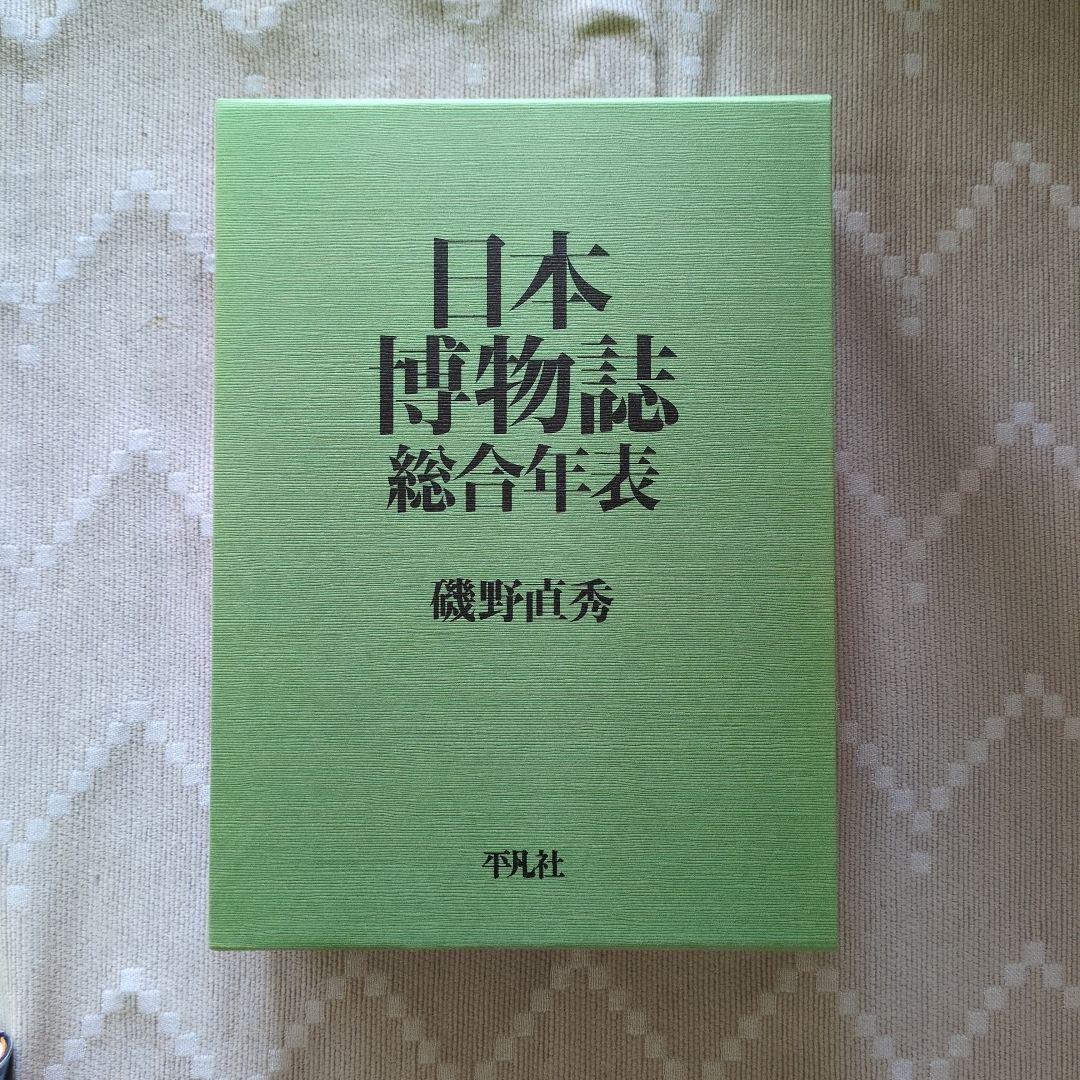 日本
博物誌
総合年表
磯野直秀
平凡社